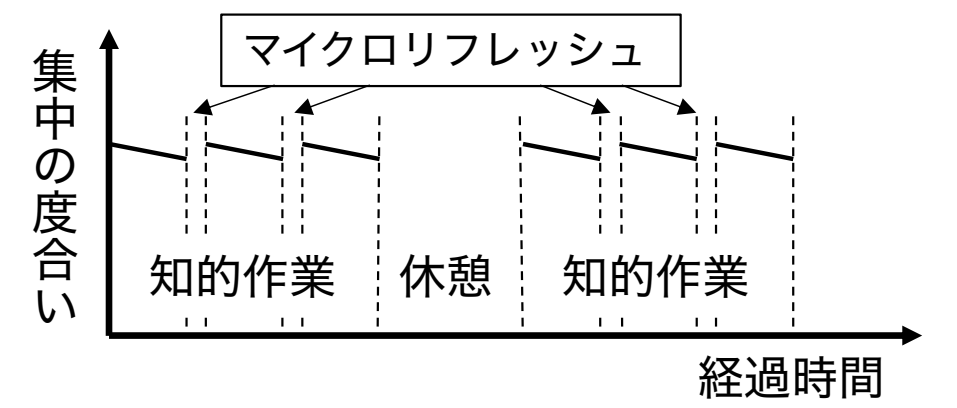 マイクロリフレッシュ
集中の度合い
知的作業
休憩
知的作業
経過時間